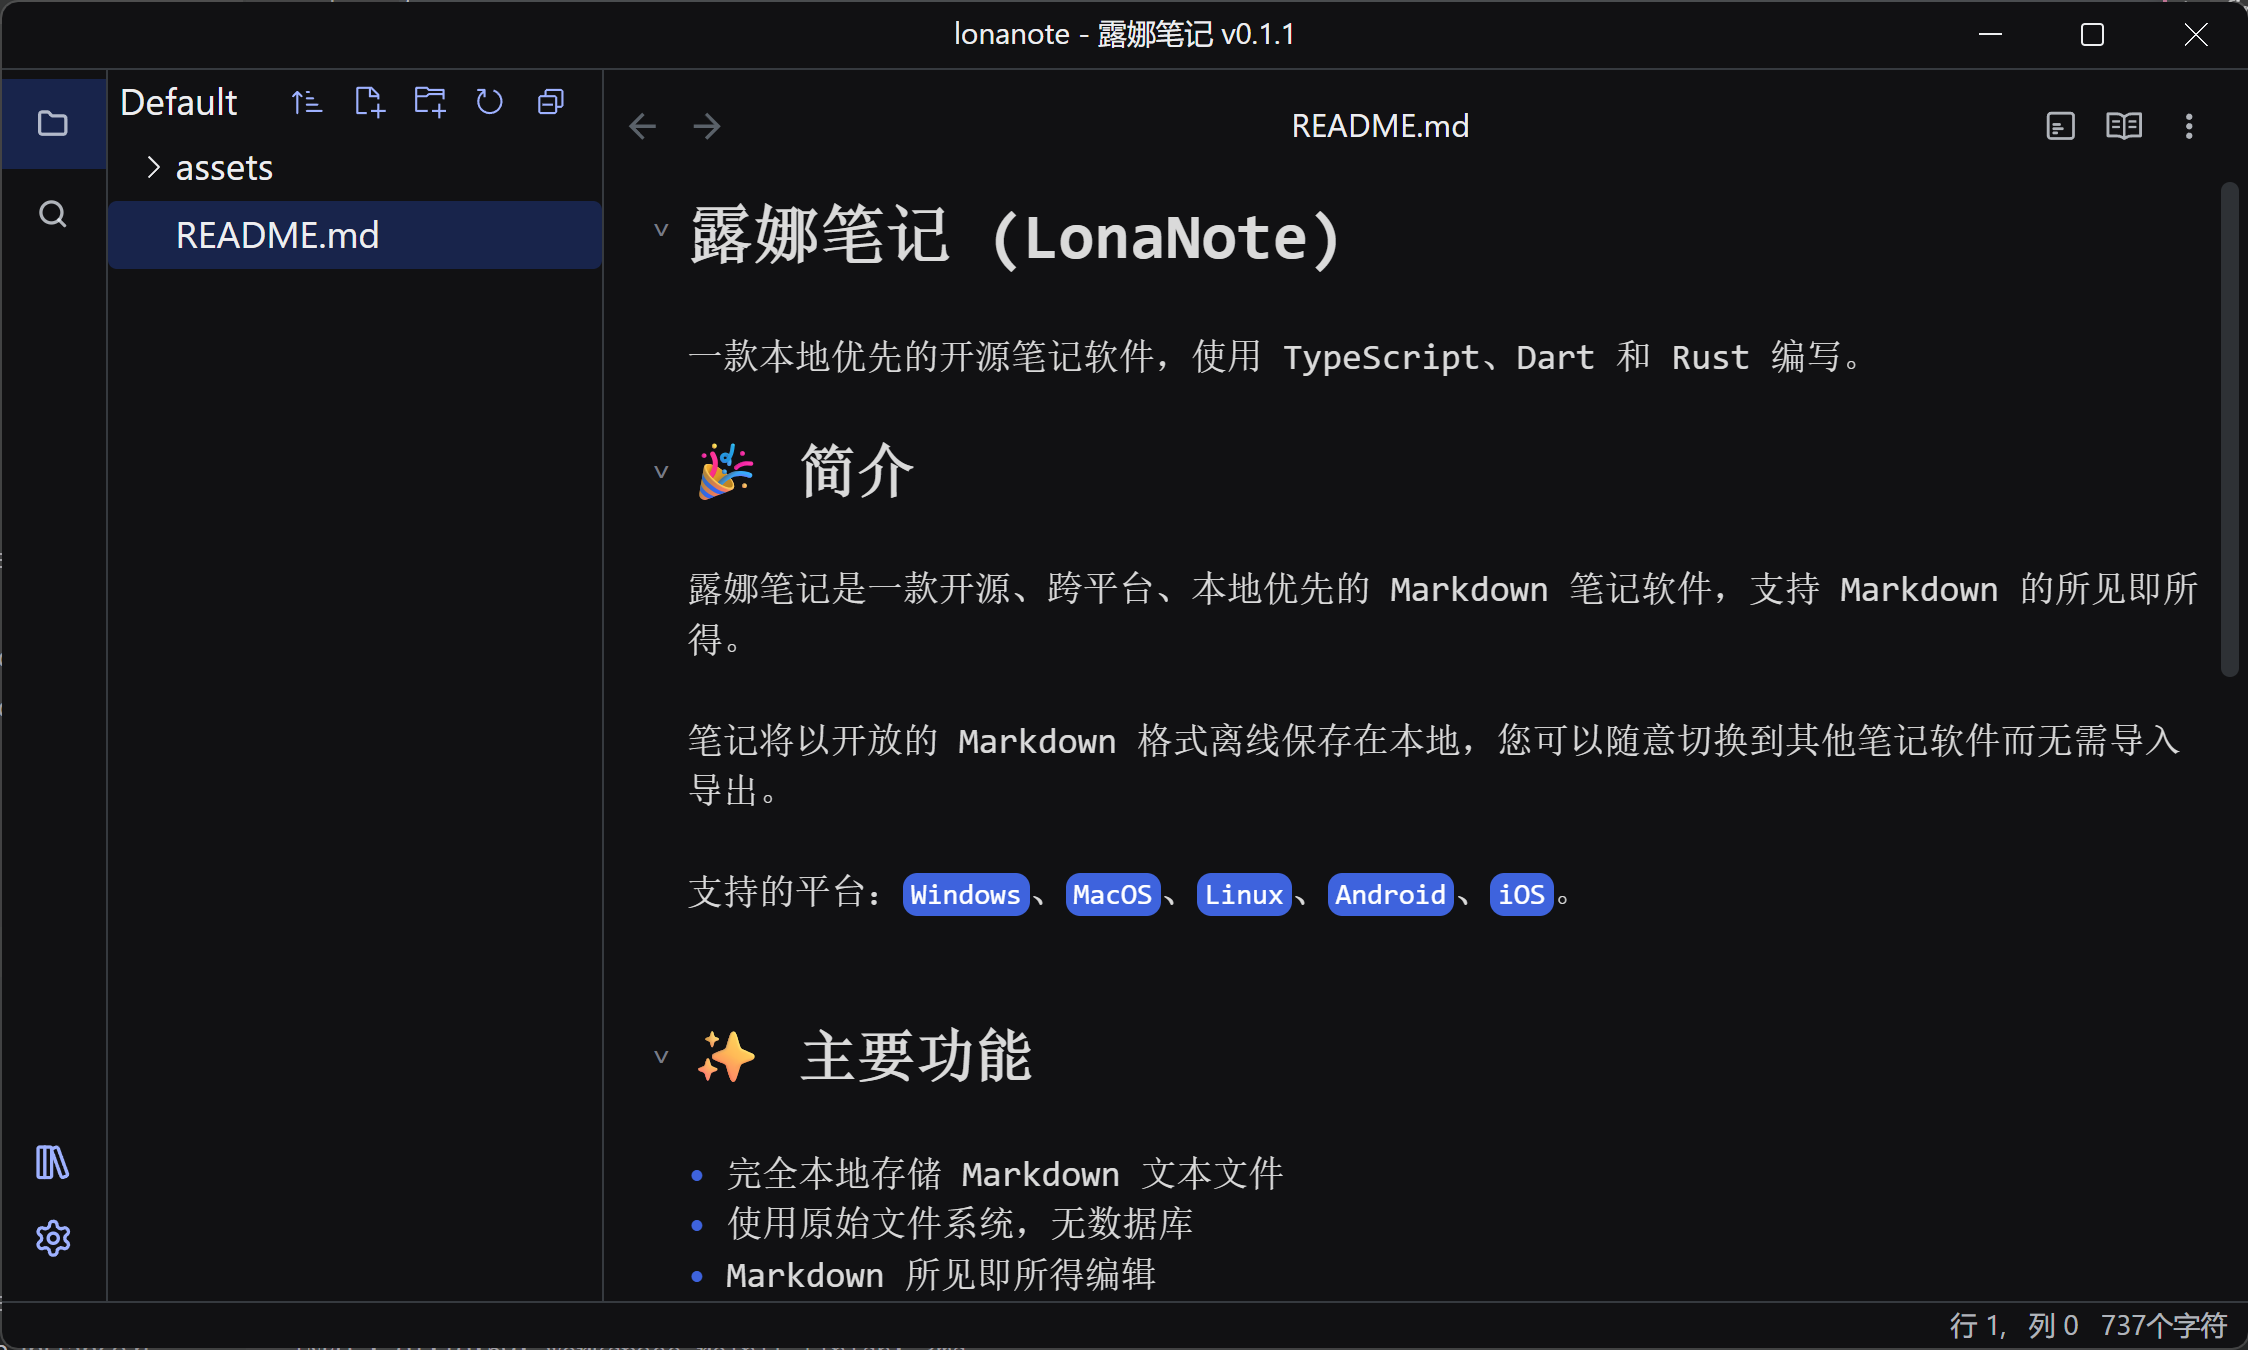 lonanote - 露娜笔记 v0.1.1
Default
assets
README.md
README.md
露娜笔记 (LonaNote)
一款本地优先的开源笔记软件，使用 TypeScript、Dart 和 Rust 编写。
🎉 简介
露娜笔记是一款开源、跨平台、本地优先的 Markdown 笔记软件，支持 Markdown 的所见即所
得。
笔记将以开放的 Markdown 格式离线保存在本地，您可以随意切换到其他笔记软件而无需导入
导出。
支持的平台：Windows、MacOS、Linux、Android、iOS。
✨ 主要功能
• 完全本地存储 Markdown 文本文件
• 使用原始文件系统，无数据库
• Markdown 所见即所得编辑
行 1, 列 0 737个字符